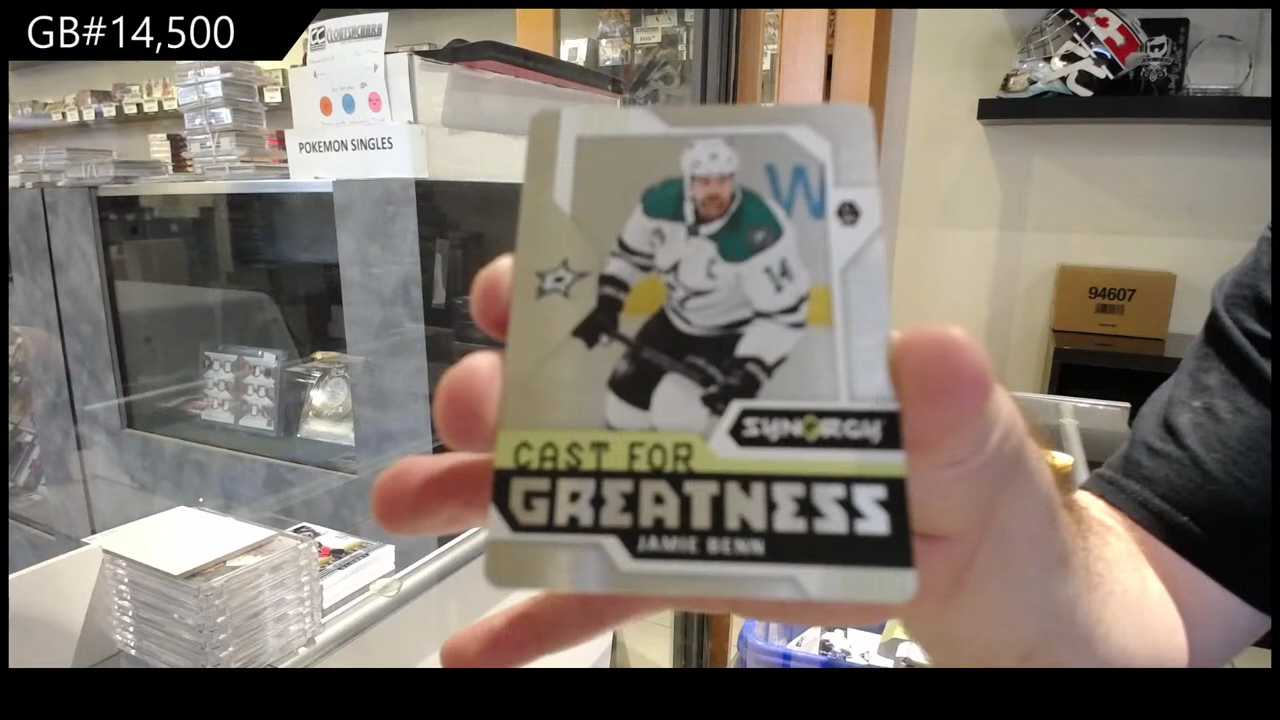 GB#14,500
POKEMON SINGLES
94607
W
C
14
SYNERGY
CAST FOR
GREATNESS
JAMIE BENN